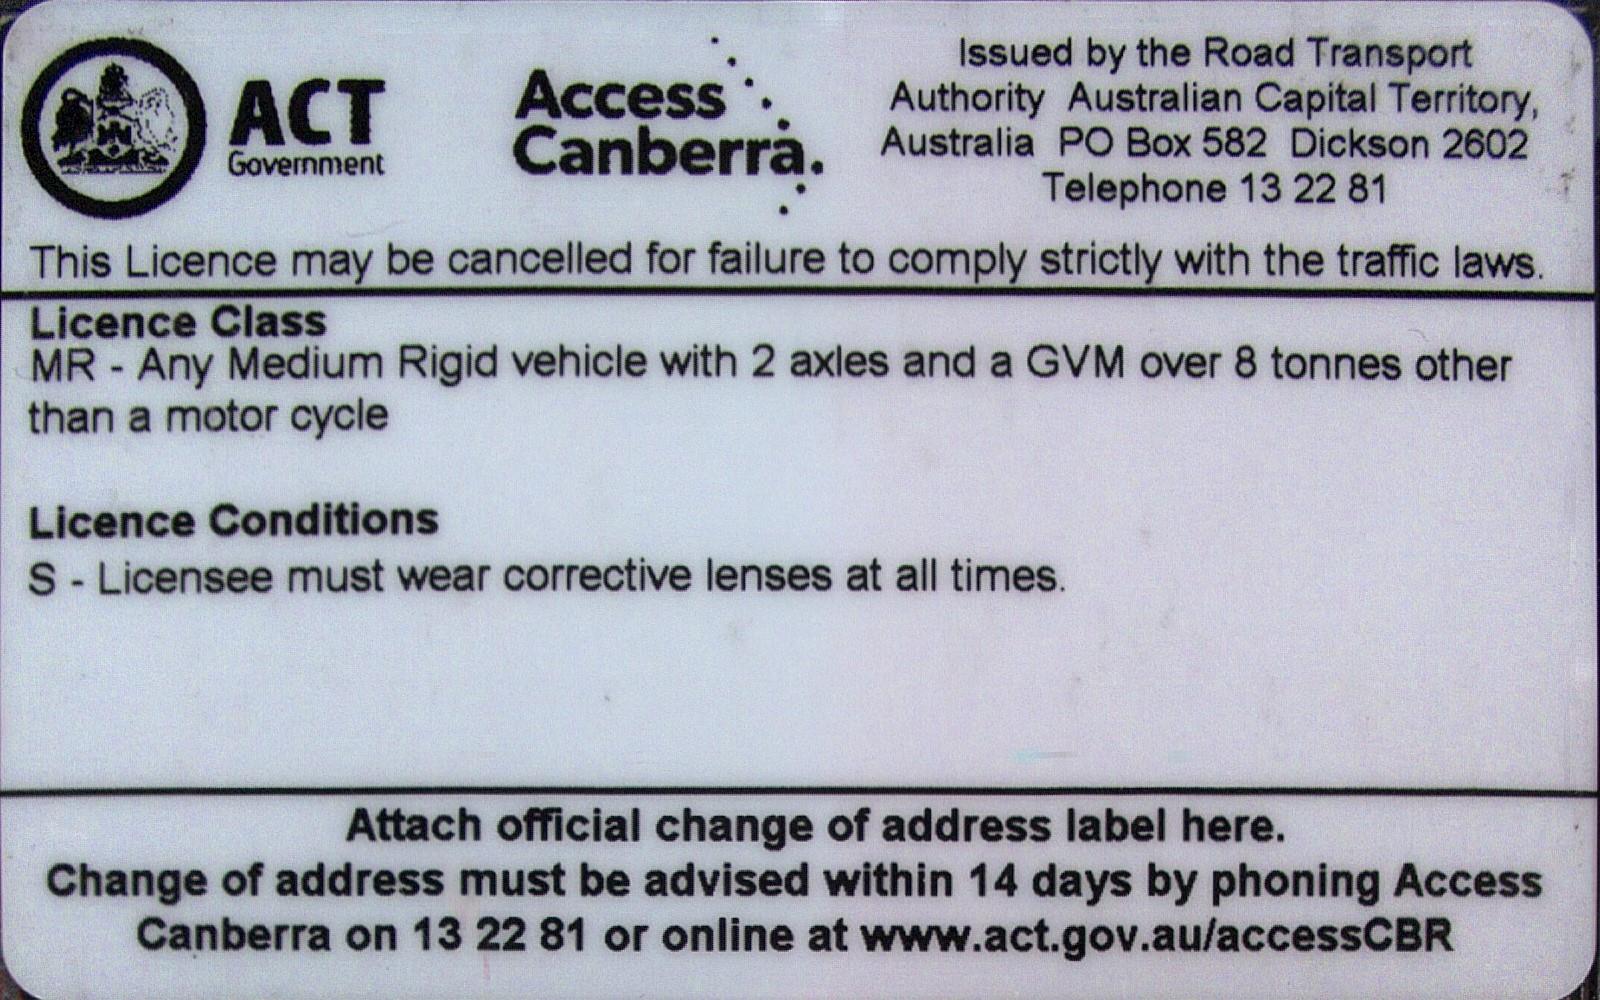 ACT
Government
Access
Canberra.
Issued by the Road Transport
Authority Australian Capital Territory,
Australia PO Box 582 Dickson 2602
Telephone 13 22 81
This Licence may be cancelled for failure to comply strictly with the traffic laws.
Licence Class
MR - Any Medium Rigid vehicle with 2 axles and a GVM over 8 tonnes other
than a motor cycle
Licence Conditions
S - Licensee must wear corrective lenses at all times.
Attach official change of address label here.
Change of address must be advised within 14 days by phoning Access
Canberra on 13 22 81 or online at www.act.gov.au/accessCBR